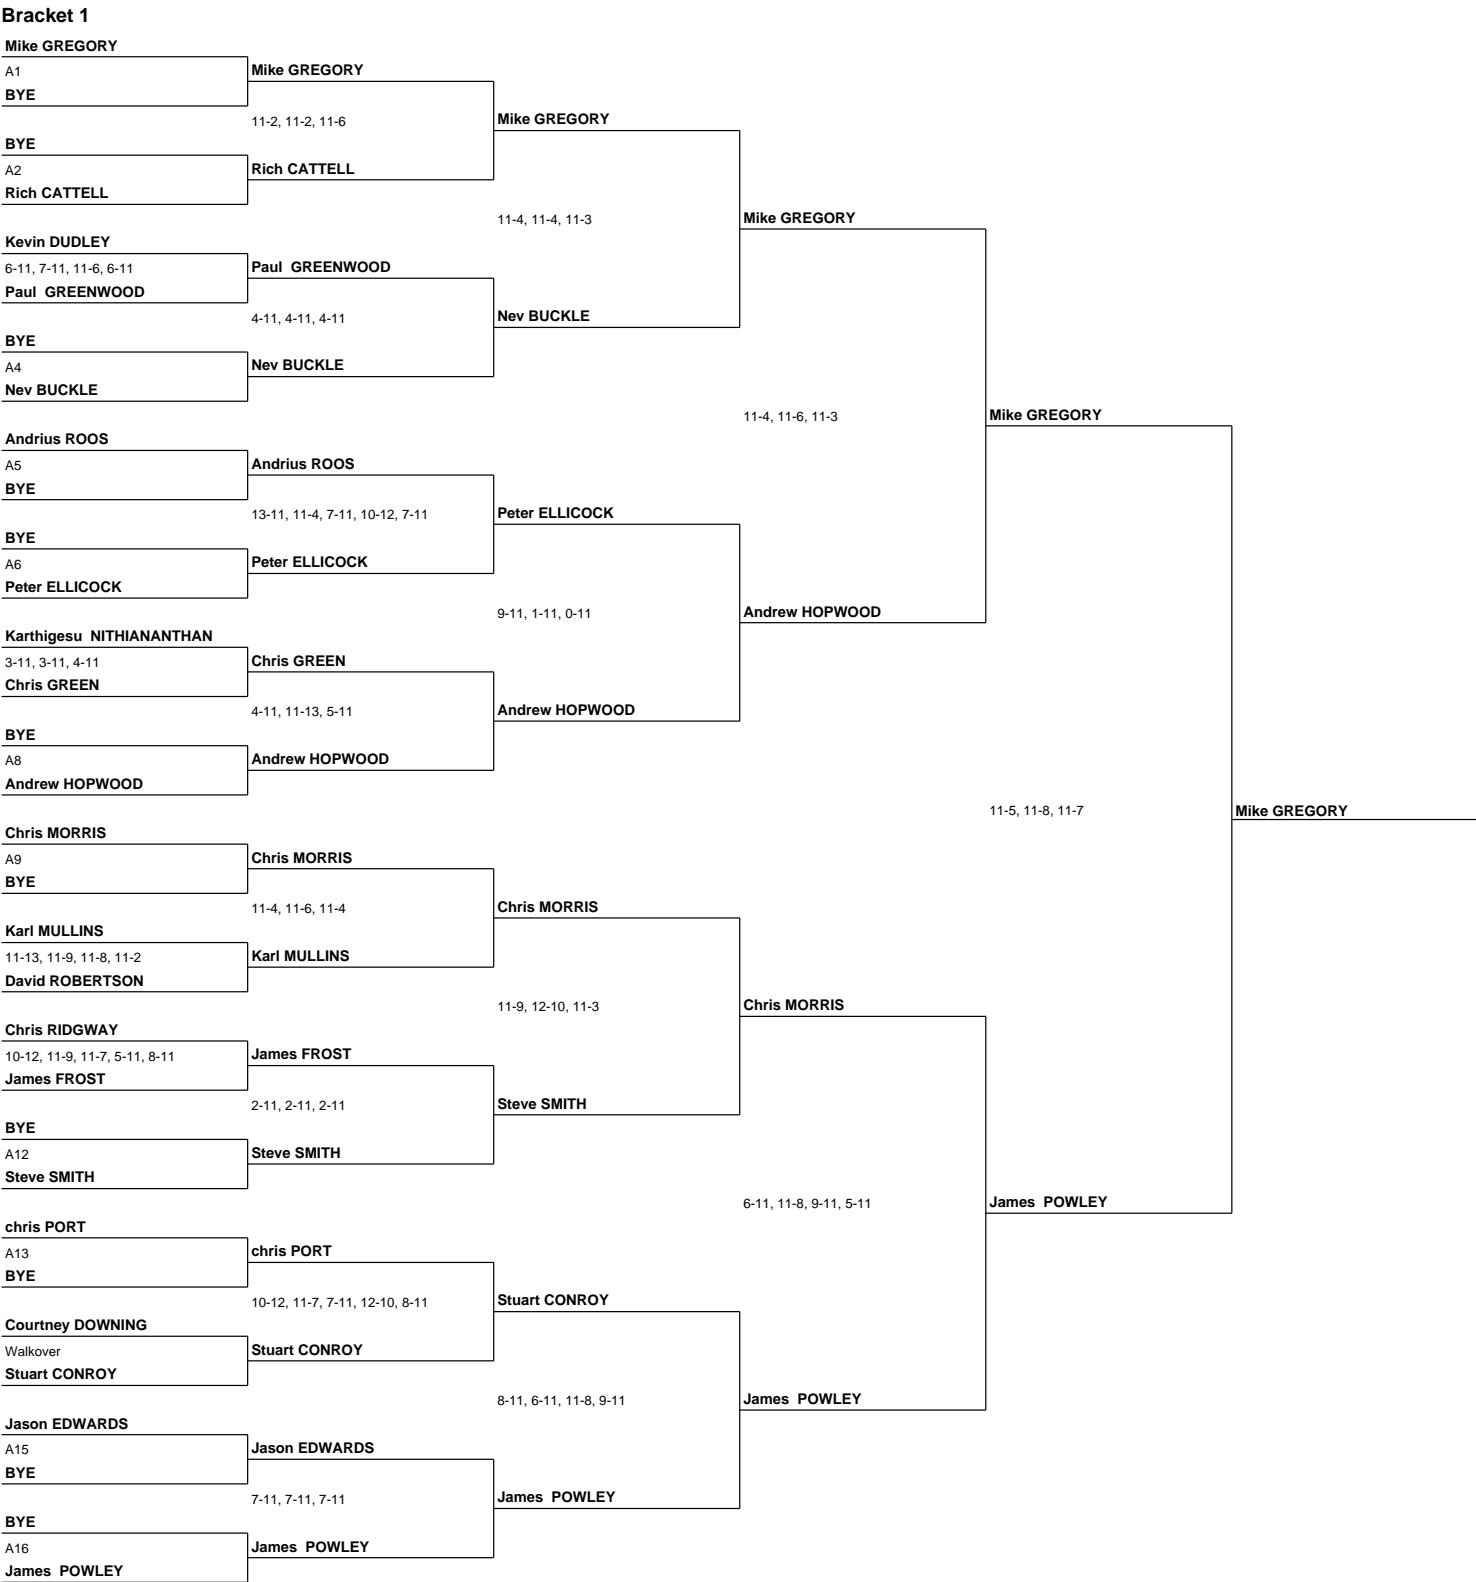 Bracket 1
Mike GREGORY
A1
BYE
Mike GREGORY
11-2, 11-2, 11-6
BYE
A2
Rich CATTELL
Rich CATTELL
Mike GREGORY
11-4, 11-4, 11-3
Kevin DUDLEY
6-11, 7-11, 11-6, 6-11
Paul  GREENWOOD
Paul  GREENWOOD
4-11, 4-11, 4-11
BYE
A4
Nev BUCKLE
Nev BUCKLE
Nev BUCKLE
Mike GREGORY
11-4, 11-6, 11-3
Andrius ROOS
A5
BYE
Andrius ROOS
13-11, 11-4, 7-11, 10-12, 7-11
BYE
A6
Peter ELLICOCK
Peter ELLICOCK
Peter ELLICOCK
9-11, 1-11, 0-11
Karthigesu  NITHIANANTHAN
3-11, 3-11, 4-11
Chris GREEN
Chris GREEN
4-11, 11-13, 5-11
BYE
A8
Andrew HOPWOOD
Andrew HOPWOOD
Andrew HOPWOOD
Andrew HOPWOOD
Mike GREGORY
11-5, 11-8, 11-7
Mike GREGORY
Chris MORRIS
A9
BYE
Chris MORRIS
11-4, 11-6, 11-4
Karl MULLINS
11-13, 11-9, 11-8, 11-2
David ROBERTSON
Karl MULLINS
Chris MORRIS
11-9, 12-10, 11-3
Chris RIDGWAY
10-12, 11-9, 11-7, 5-11, 8-11
James FROST
James FROST
2-11, 2-11, 2-11
BYE
A12
Steve SMITH
Steve SMITH
Steve SMITH
Chris MORRIS
6-11, 11-8, 9-11, 5-11
chris PORT
A13
BYE
chris PORT
10-12, 11-7, 7-11, 12-10, 8-11
Courtney DOWNING
Walkover
Stuart CONROY
Stuart CONROY
Stuart CONROY
8-11, 6-11, 11-8, 9-11
Jason EDWARDS
A15
BYE
Jason EDWARDS
7-11, 7-11, 7-11
BYE
A16
James  POWLEY
James  POWLEY
James  POWLEY
James  POWLEY
James  POWLEY